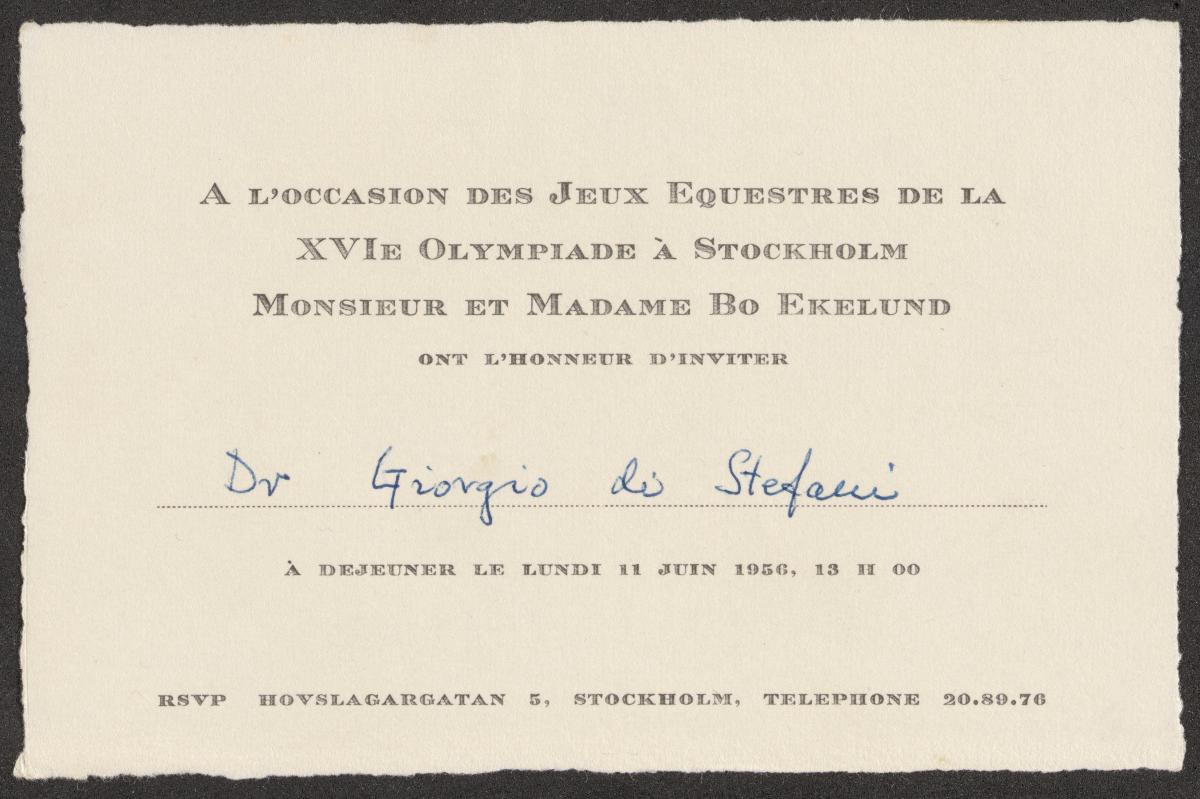 A L'OCCASION DES JEUX EQUESTRES DE LA
XVIE OLYMPIADE À STOCKHOLM
MONSIEUR ET MADAME BO EKELUND
ONT L'HONNEUR D'INVITER
Dr Giorgio di Stefani
À DEJEUNER LE LUNDI 11 JUIN 1956, 13 H 00
RSVP HOVSLAGARGATAN 5, STOCKHOLM, TELEPHONE 20.89.76